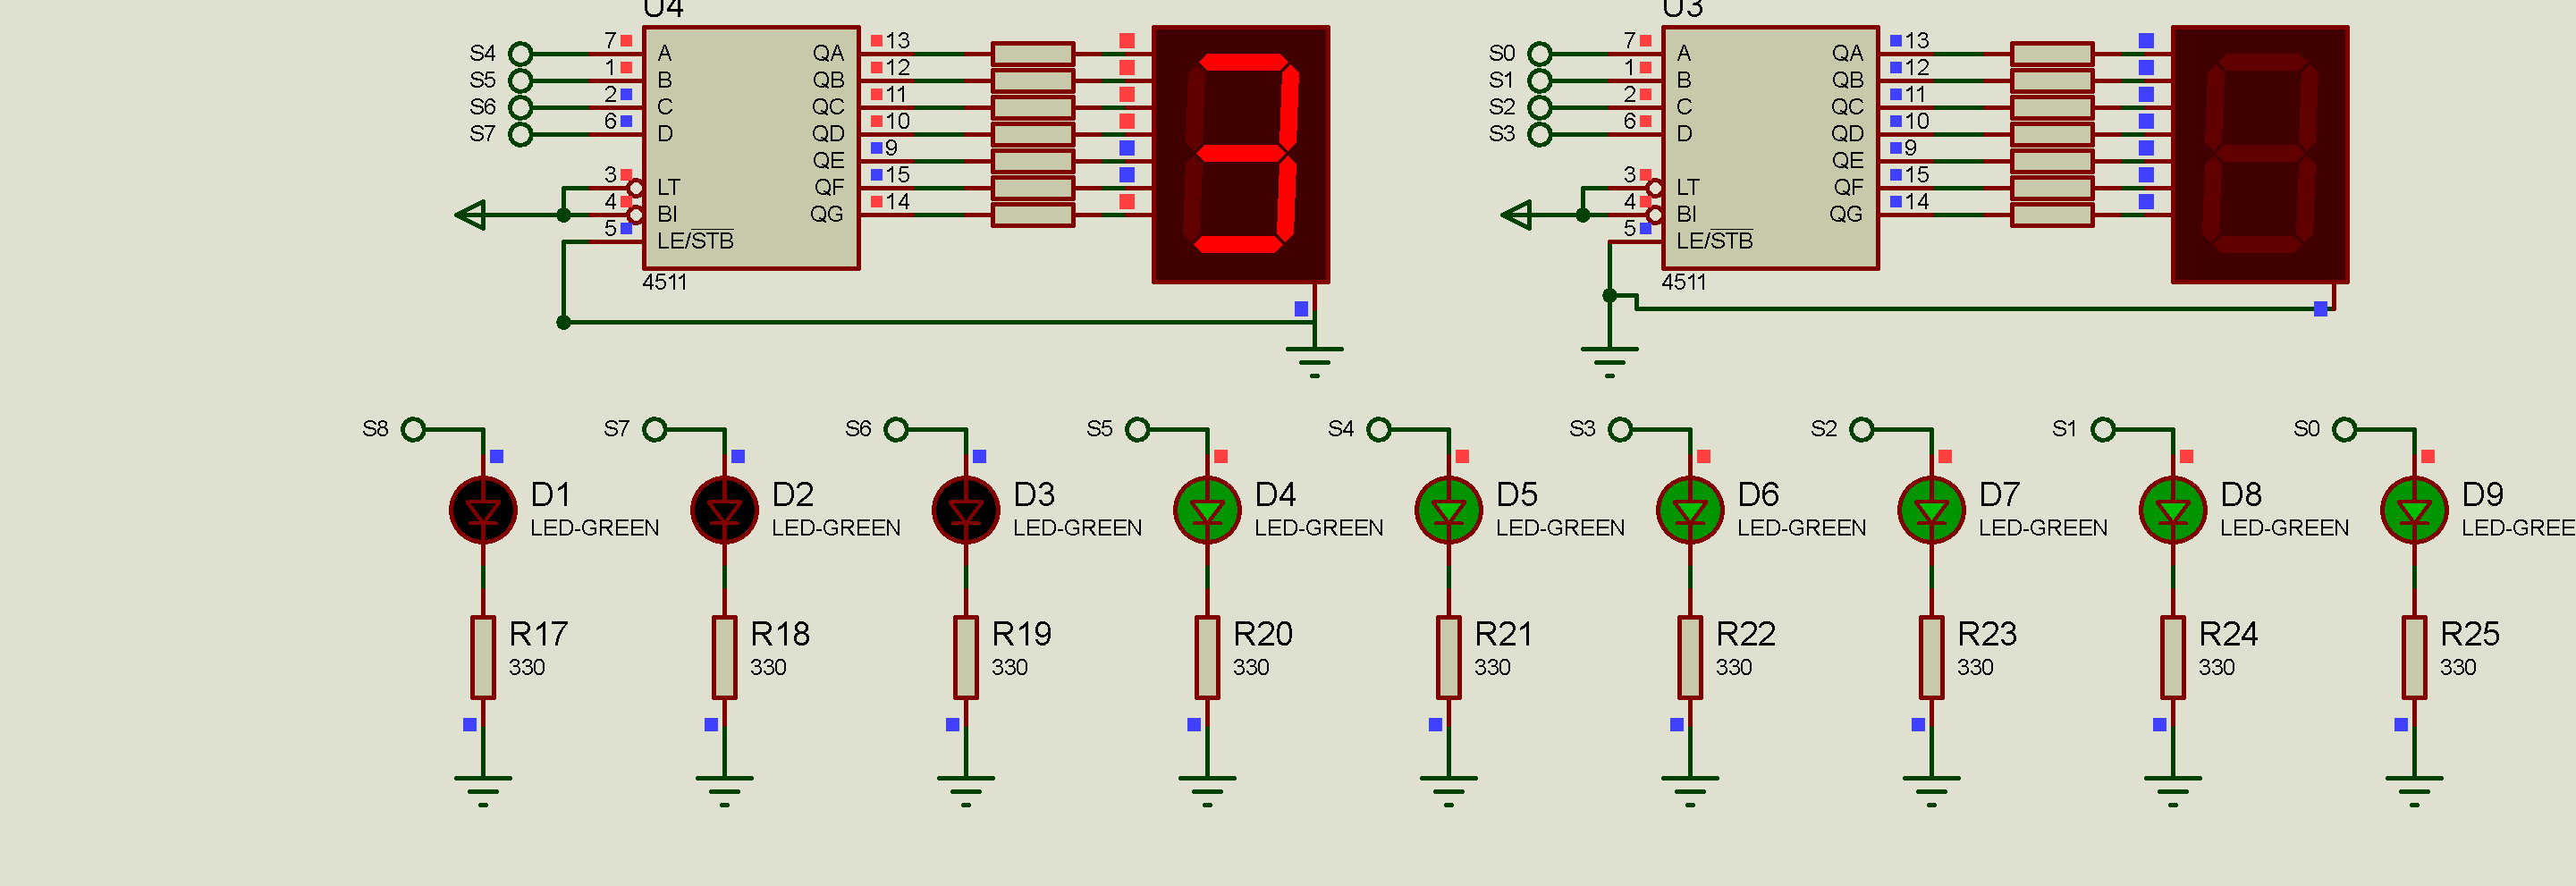 U4
U3
S4 7 A QA 13
S5 1 B QB 12
S6 2 C QC 11
S7 6 D QD 10
QE 9
3 LT QF 15
4 BI QG 14
5 LE/STB
4511
S0 7 A QA 13
S1 1 B QB 12
S2 2 C QC 11
S3 6 D QD 10
QE 9
3 LT QF 15
4 BI QG 14
5 LE/STB
4511
S8 S7 S6 S5 S4 S3 S2 S1 S0
D1 D2 D3 D4 D5 D6 D7 D8 D9
LED-GREEN LED-GREEN LED-GREEN LED-GREEN LED-GREEN LED-GREEN LED-GREEN LED-GREEN LED-GREE
R17 R18 R19 R20 R21 R22 R23 R24 R25
330 330 330 330 330 330 330 330 330